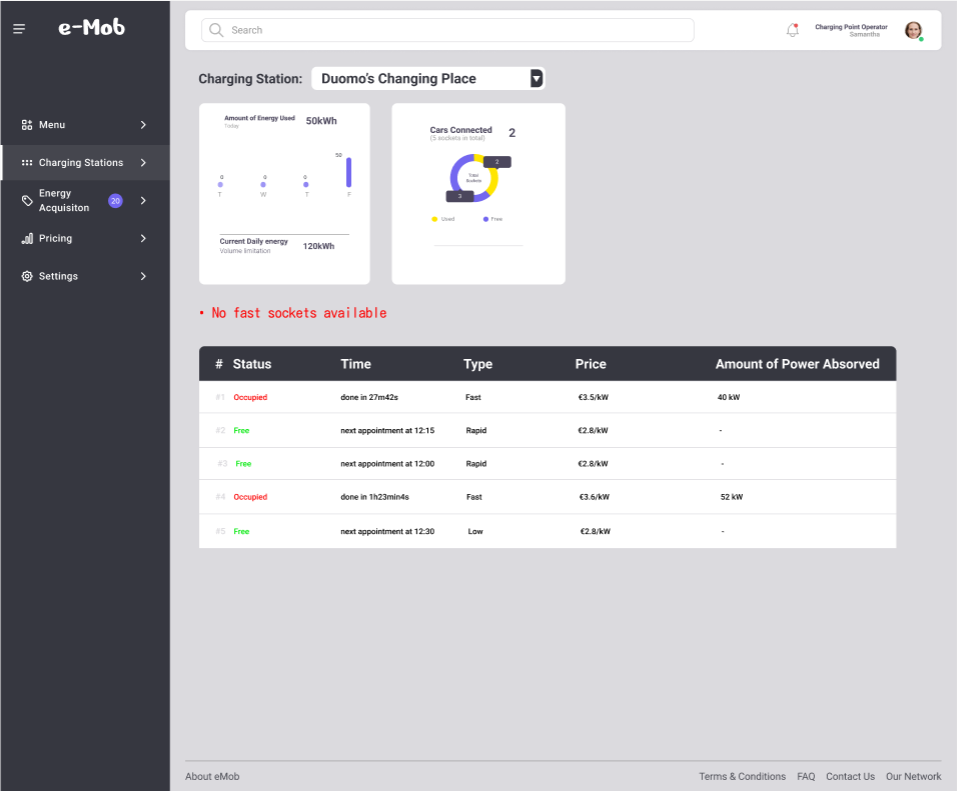 e-Mob
Search
Charging Point Operator
Samantha
Menu
Charging Stations
Energy
Acquisiton
20
Pricing
Settings
Charging Station: Duomo's Changing Place
Amount of Energy Used 50kWh
Today
50
0 0 0
T W T F
Current Daily energy 120kWh
Volume limitation
Cars Connected 2
(5 sockets in total)
2
Total
Sockets
3
Used Free
• No fast sockets available
# Status Time Type Price Amount of Power Absorved
#1 Occupied done in 27m42s Fast €3.5/kW 40 kW
#2 Free next appointment at 12:15 Rapid €2.8/kW -
#3 Free next appointment at 12:00 Rapid €2.8/kW -
#4 Occupied done in 1h23min4s Fast €3.6/kW 52 kW
#5 Free next appointment at 12:30 Low €2.8/kW -
About eMob Terms & Conditions FAQ Contact Us Our Network